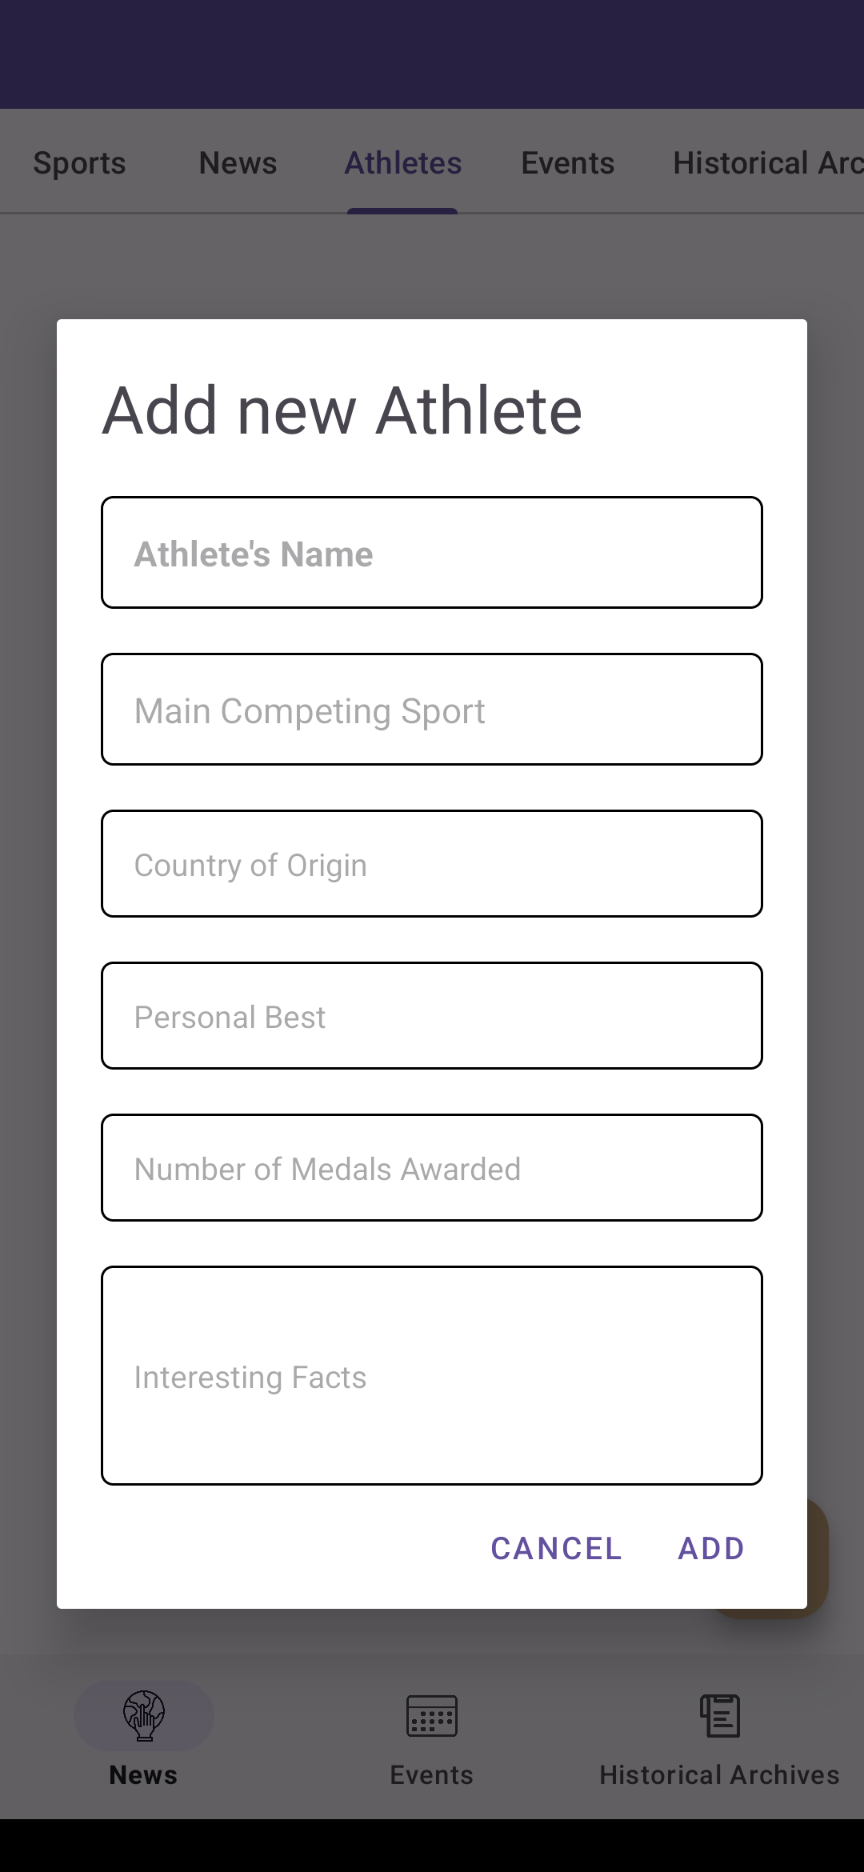 Sports News Athletes Events Historical Arc
Add new Athlete
Athlete's Name
Main Competing Sport
Country of Origin
Personal Best
Number of Medals Awarded
Interesting Facts
CANCEL ADD
News Events Historical Archives